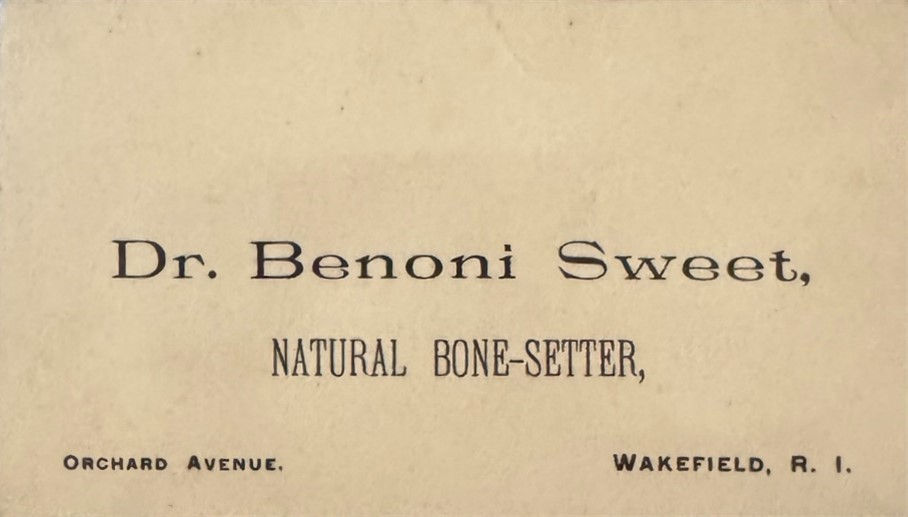 Dr. Benoni Sweet,
NATURAL BONE-SETTER,
ORCHARD AVENUE. WAKEFIELD, R. I.